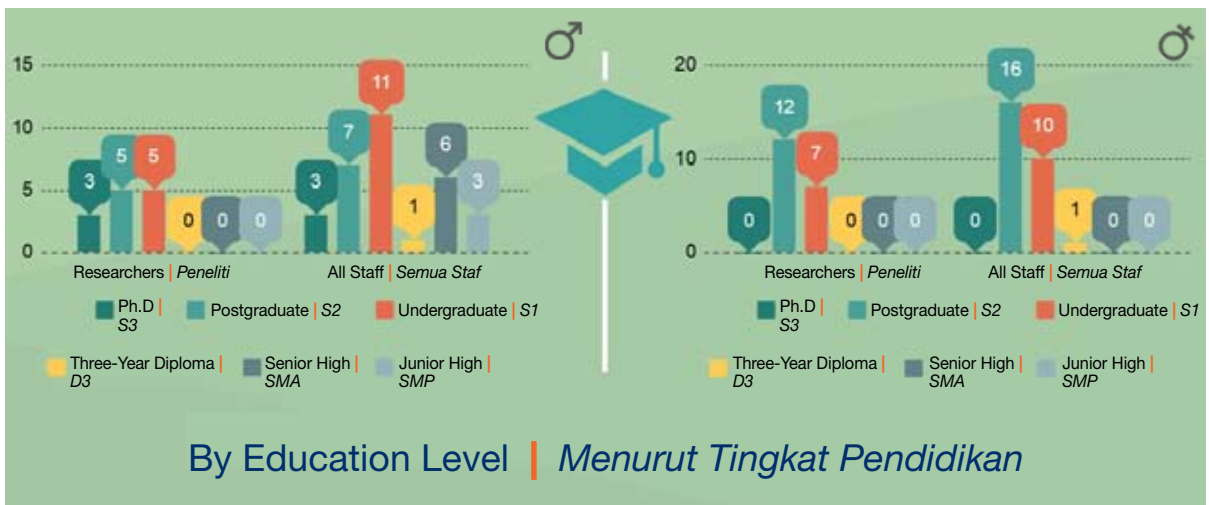 15
10
5
0
3
5
5
0
0
0
3
7
11
1
6
3
Researchers | Peneliti
All Staff | Semua Staf
Ph.D |
S3
Postgraduate | S2
Undergraduate | S1
Three-Year Diploma |
D3
Senior High |
SMA
Junior High |
SMP
20
10
0
0
12
7
0
0
0
0
16
10
1
0
0
Researchers | Peneliti
All Staff | Semua Staf
Ph.D |
S3
Postgraduate | S2
Undergraduate | S1
Three-Year Diploma |
D3
Senior High |
SMA
Junior High |
SMP
By Education Level | Menurut Tingkat Pendidikan